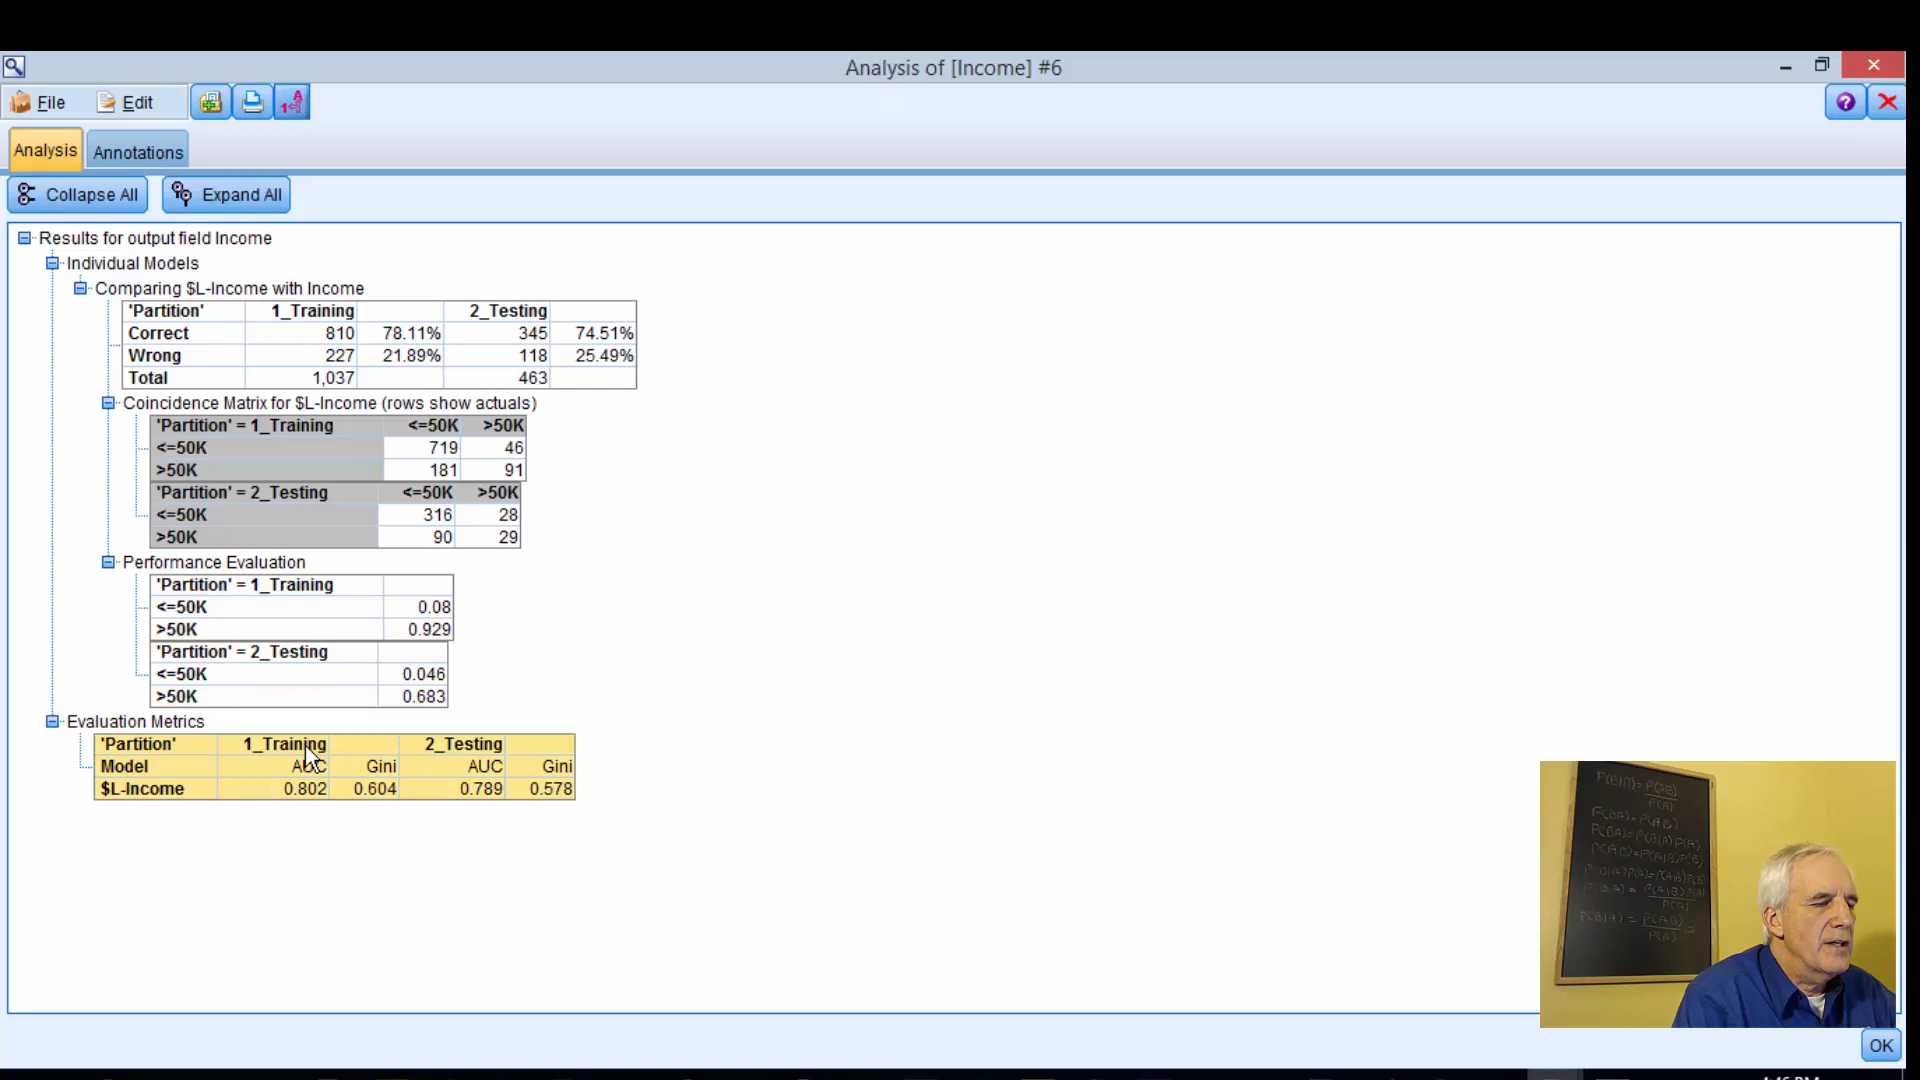 Analysis of [Income] #6
File Edit
Analysis Annotations
Collapse All Expand All
Results for output field Income
Individual Models
Comparing $L-Income with Income
'Partition' 1_Training 2_Testing
Correct 810 78.11% 345 74.51%
Wrong 227 21.89% 118 25.49%
Total 1,037 463
Coincidence Matrix for $L-Income (rows show actuals)
'Partition' = 1_Training <=50K >50K
<=50K 719 46
>50K 181 91
'Partition' = 2_Testing <=50K >50K
<=50K 316 28
>50K 90 29
Performance Evaluation
'Partition' = 1_Training
<=50K 0.08
>50K 0.929
'Partition' = 2_Testing
<=50K 0.046
>50K 0.683
Evaluation Metrics
'Partition' 1_Training 2_Testing
Model AUC Gini AUC Gini
$L-Income 0.802 0.604 0.789 0.578
P(B|A) = P(AB)
P(A)
P(BA) = P(AB)
P(BA) = P(B|A) P(A)
P(AB) = P(A|B) P(B)
OK